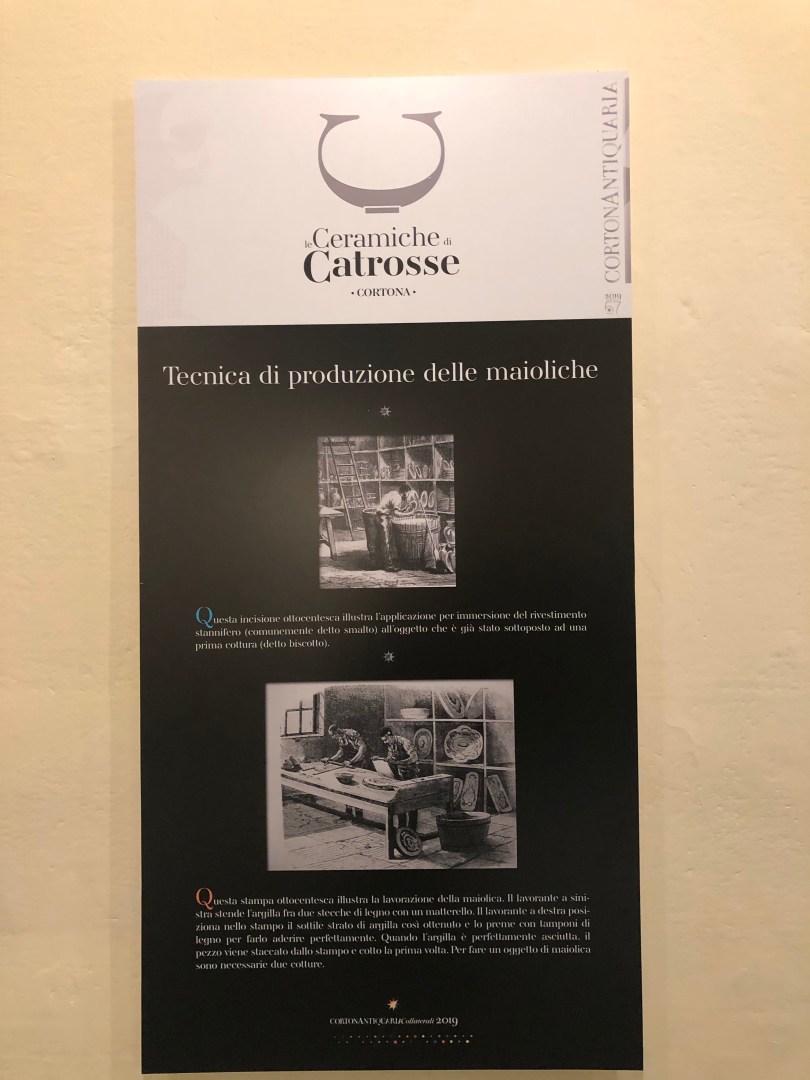 le Ceramiche di
Catrosse
• CORTONA •
CORTONANTIQUARIA
2019
Tecnica di produzione delle maioliche
Questa incisione ottocentesca illustra l'applicazione per immersione del rivestimento
stannifero (comunemente detto smalto) all'oggetto che è già stato sottoposto ad una
prima cottura (detto biscotto).
Questa stampa ottocentesca illustra la lavorazione della maiolica. Il lavorante a sini-
stra stende l'argilla fra due stecche di legno con un matterello. Il lavorante a destra posi-
ziona nello stampo il sottile strato di argilla così ottenuto e lo preme con tamponi di
legno per farlo aderire perfettamente. Quando l'argilla è perfettamente asciutta, il
pezzo viene staccato dallo stampo e cotto la prima volta. Per fare un oggetto di maiolica
sono necessarie due cotture.
CORTONANTIQUARIACollaterali 2019